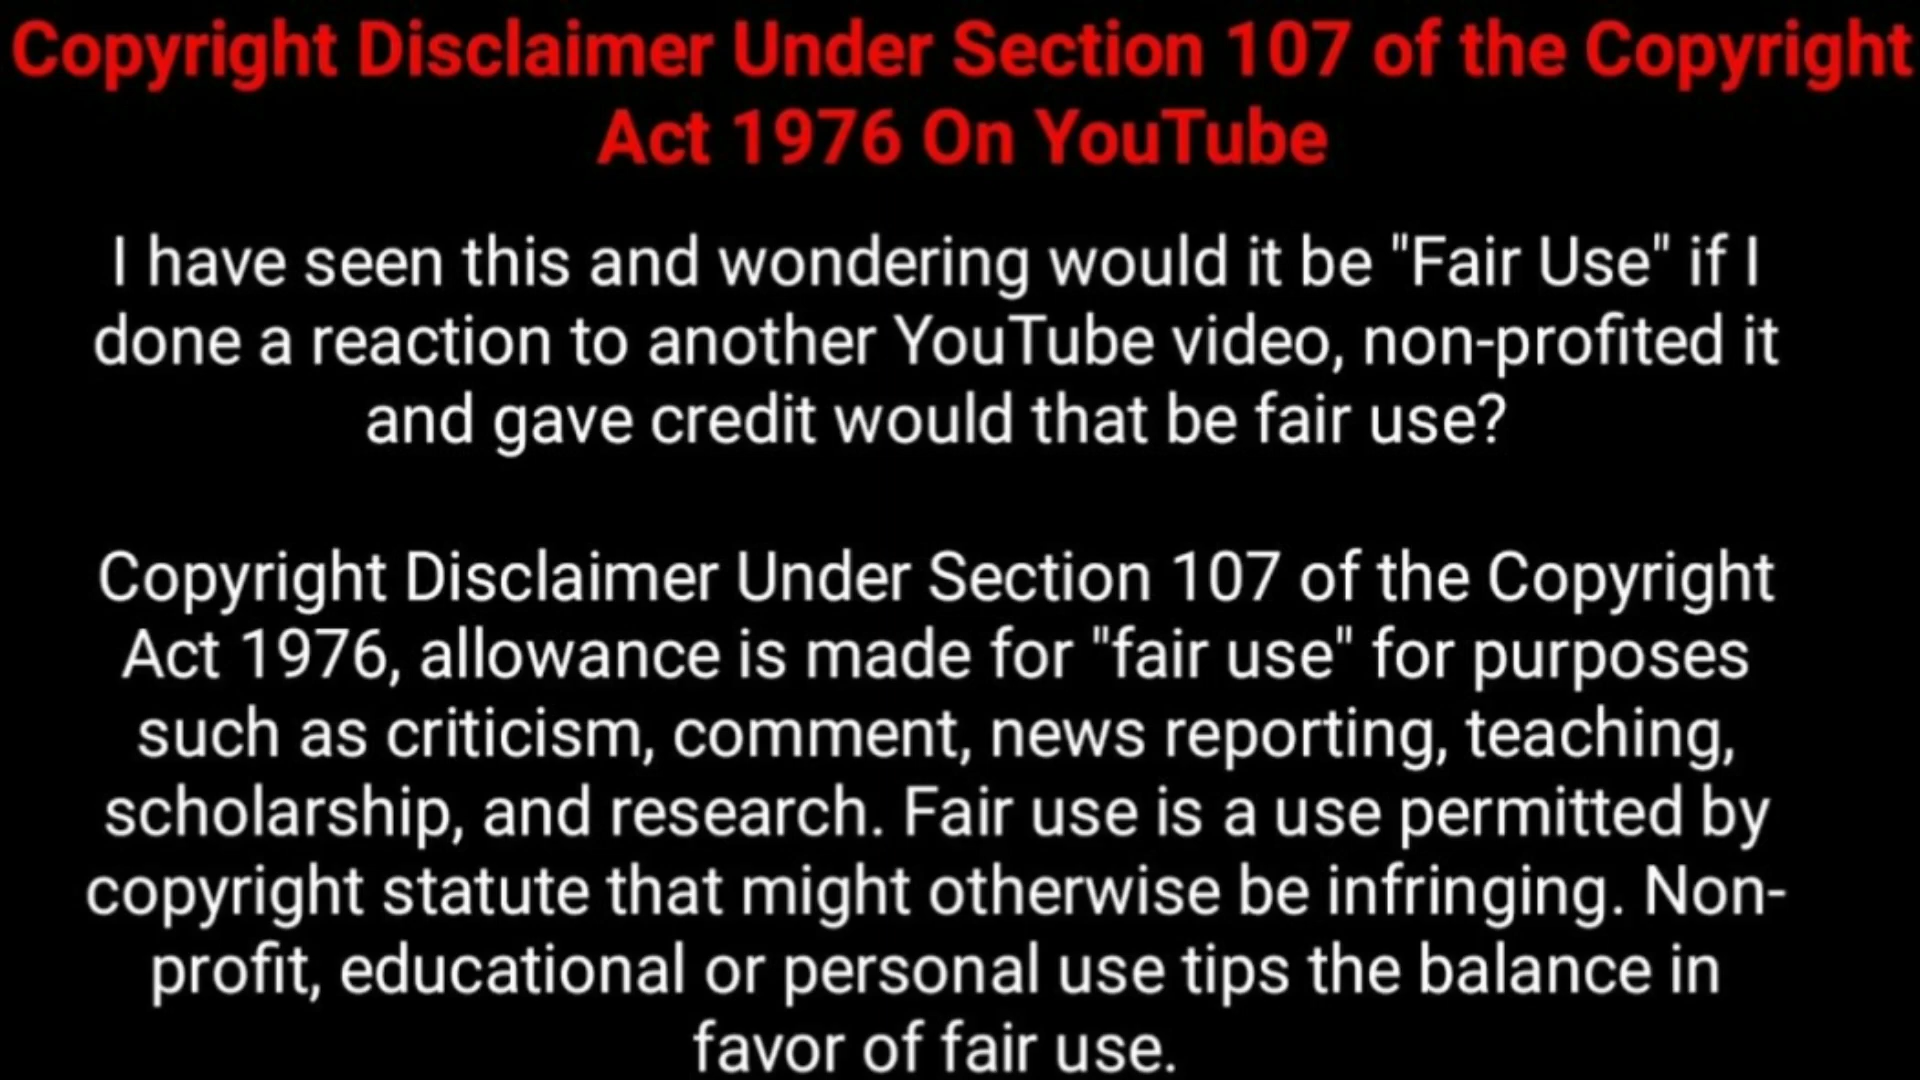 Copyright Disclaimer Under Section 107 of the Copyright
Act 1976 On YouTube
I have seen this and wondering would it be "Fair Use" if I
done a reaction to another YouTube video, non-profited it
and gave credit would that be fair use?
Copyright Disclaimer Under Section 107 of the Copyright
Act 1976, allowance is made for "fair use" for purposes
such as criticism, comment, news reporting, teaching,
scholarship, and research. Fair use is a use permitted by
copyright statute that might otherwise be infringing. Non-
profit, educational or personal use tips the balance in
favor of fair use.